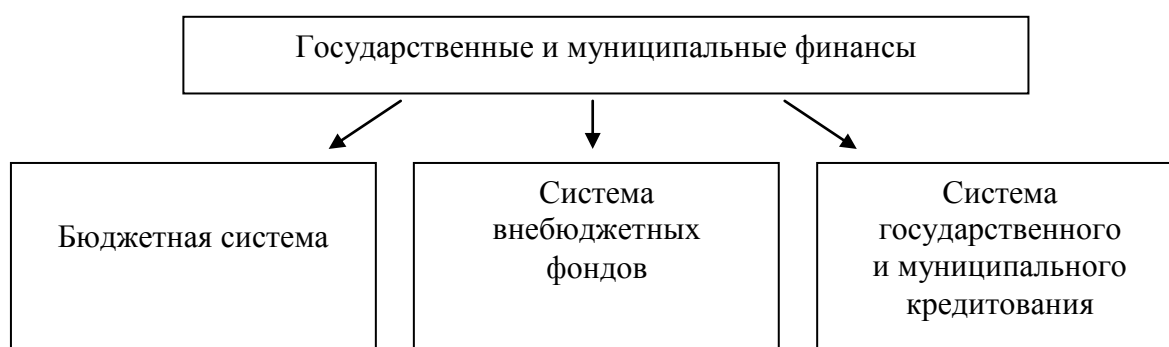 Государственные и муниципальные финансы
Бюджетная система
Система
внебюджетных
фондов
Система
государственного
и муниципального
кредитования